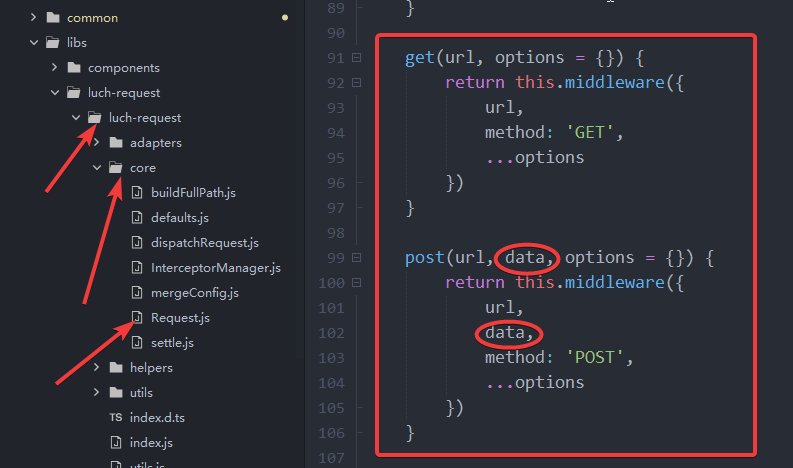 common
libs
components
luch-request
luch-request
adapters
core
buildFullPath.js
defaults.js
dispatchRequest.js
InterceptorManager.js
mergeConfig.js
Request.js
settle.js
helpers
utils
TS index.d.ts
index.js
utils.js
89 }
90
91 get(url, options = {}) {
92 return this.middleware({
93 url,
94 method: 'GET',
95 ...options
96 })
97 }
98
99 post(url, data, options = {}) {
100 return this.middleware({
101 url,
102 data,
103 method: 'POST',
104 ...options
105 })
106 }
107